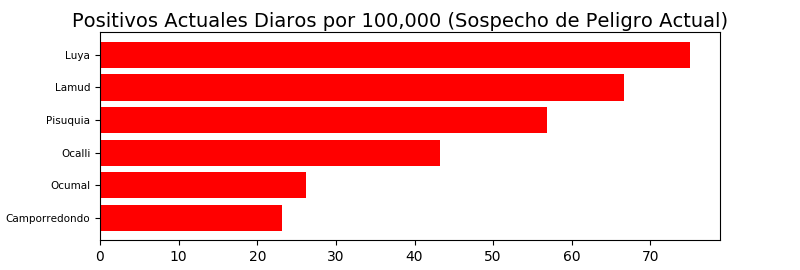 Positivos Actuales Diaros por 100,000 (Sospecho de Peligro Actual)
Luya
Lamud
Pisuquia
Ocalli
Ocumal
Camporredondo
0 10 20 30 40 50 60 70